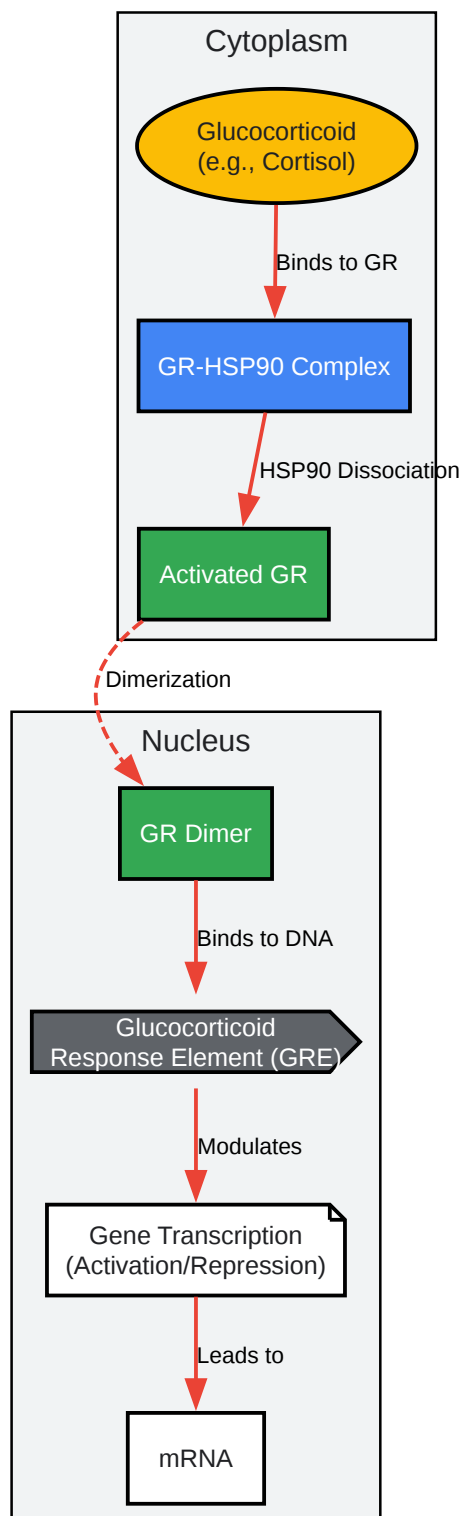 Cytoplasm
Glucocorticoid
(e.g., Cortisol)
Binds to GR
GR-HSP90 Complex
HSP90 Dissociation
Activated GR
Dimerization
Nucleus
GR Dimer
Binds to DNA
Glucocorticoid
Response Element (GRE)
Modulates
Gene Transcription
(Activation/Repression)
Leads to
mRNA